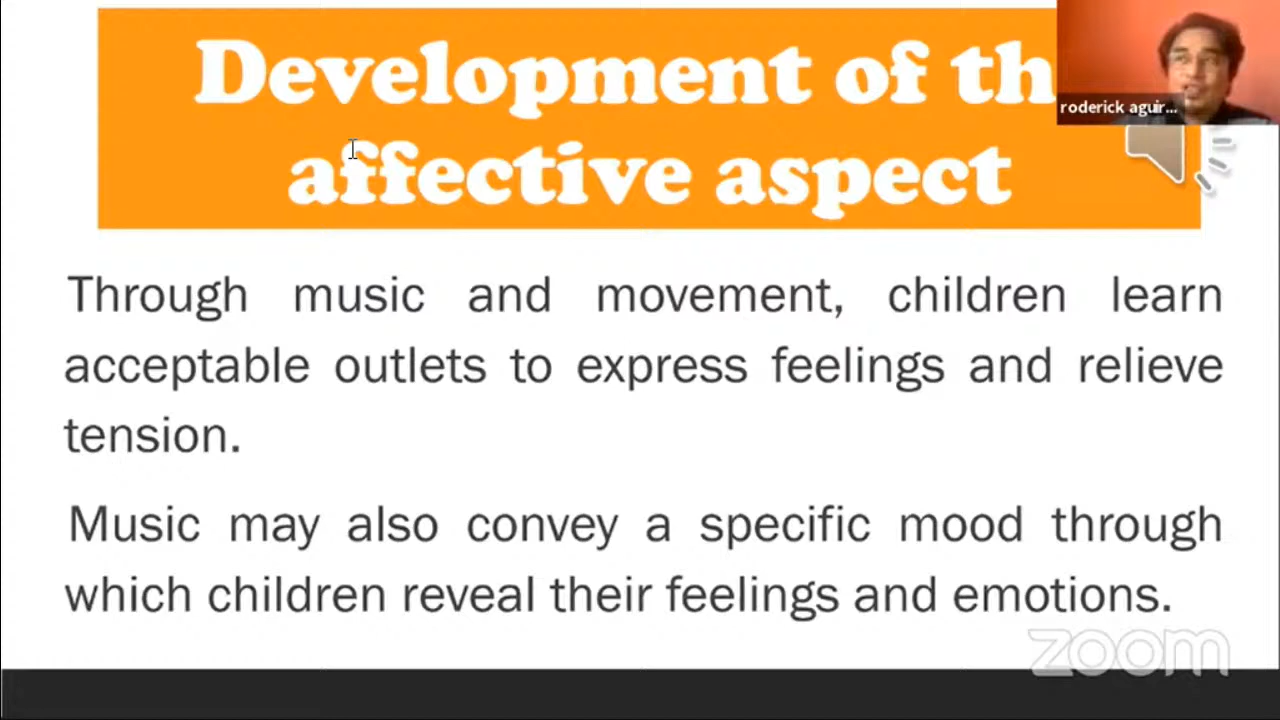 Development of th
affective aspect
roderick aguir...
Through music and movement, children learn
acceptable outlets to express feelings and relieve
tension.
Music may also convey a specific mood through
which children reveal their feelings and emotions.
zoom